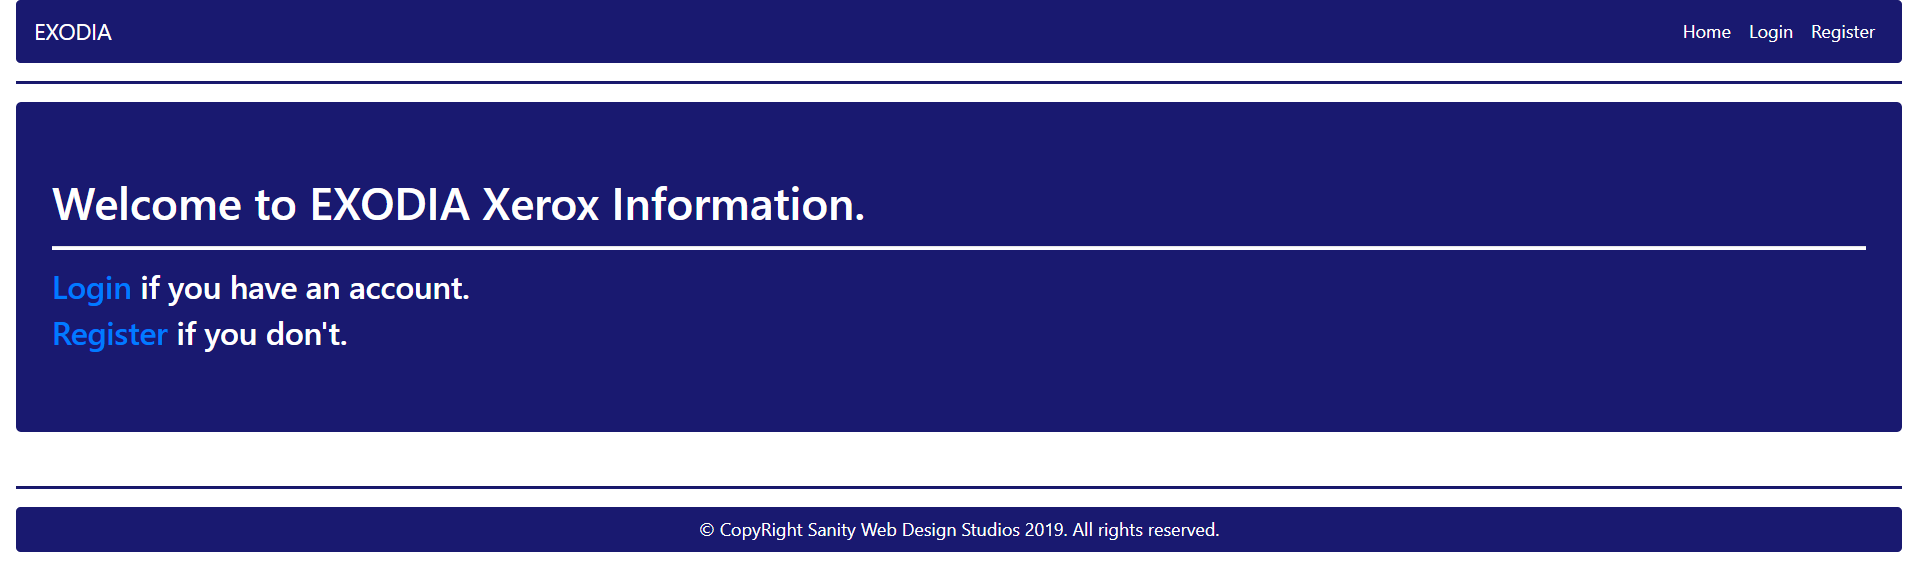 EXODIA
Home Login Register
Welcome to EXODIA Xerox Information.
Login if you have an account.
Register if you don't.
© CopyRight Sanity Web Design Studios 2019. All rights reserved.